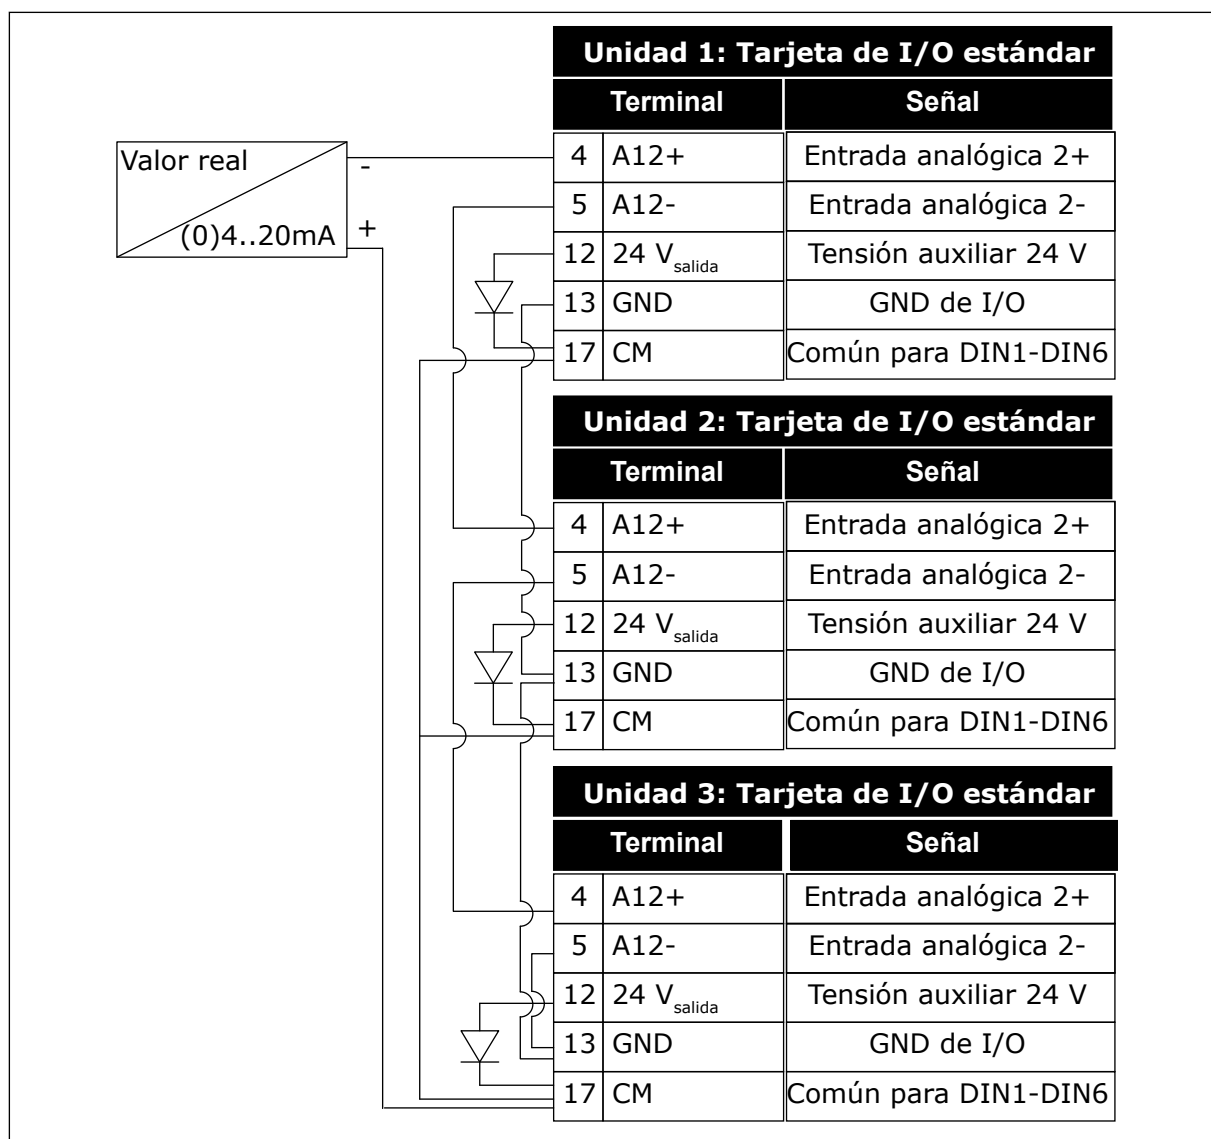 Unidad 1: Tarjeta de I/O estándar
Terminal Señal
Valor real
-
(0)4..20mA +
4 A12+ Entrada analógica 2+
5 A12- Entrada analógica 2-
12 24 Vsalida Tensión auxiliar 24 V
13 GND GND de I/O
17 CM Común para DIN1-DIN6
Unidad 2: Tarjeta de I/O estándar
Terminal Señal
4 A12+ Entrada analógica 2+
5 A12- Entrada analógica 2-
12 24 Vsalida Tensión auxiliar 24 V
13 GND GND de I/O
17 CM Común para DIN1-DIN6
Unidad 3: Tarjeta de I/O estándar
Terminal Señal
4 A12+ Entrada analógica 2+
5 A12- Entrada analógica 2-
12 24 Vsalida Tensión auxiliar 24 V
13 GND GND de I/O
17 CM Común para DIN1-DIN6